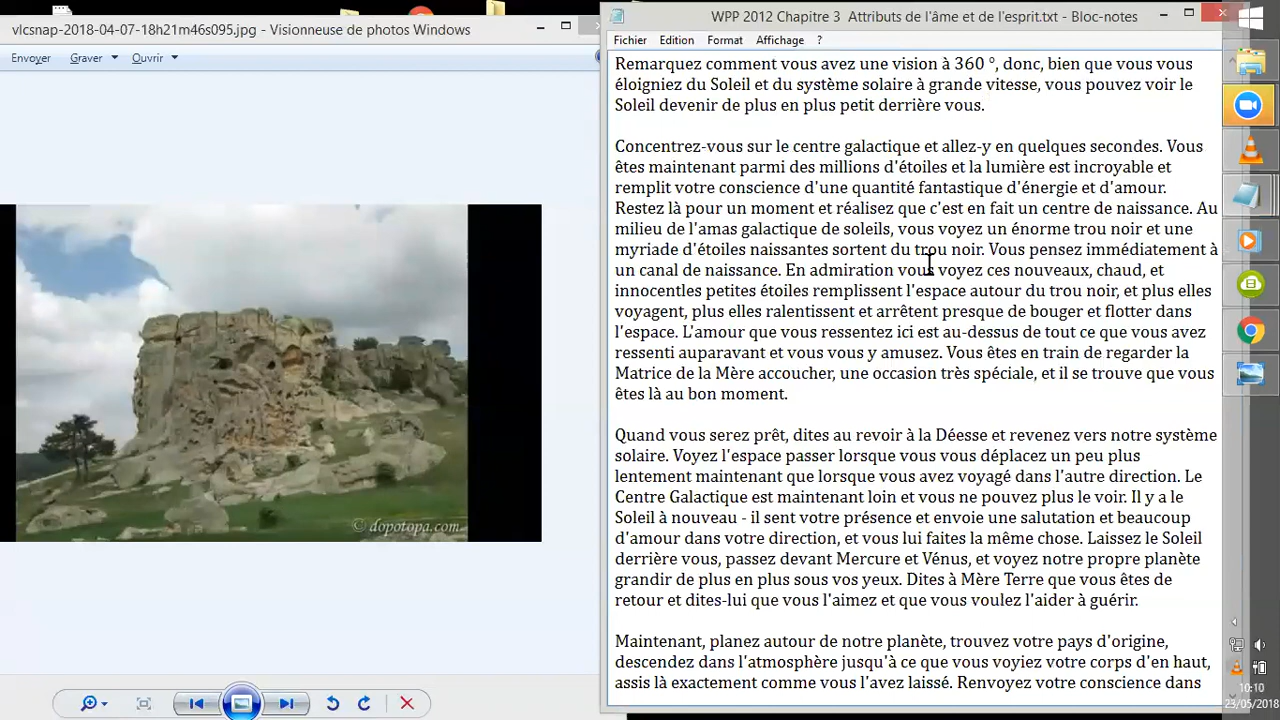 vlcsnap-2018-04-07-18h21m46s095.jpg - Visionneuse de photos Windows
Envoyer Graver Ouvrir
© dopotopa.com
WPP 2012 Chapitre 3 Attributs de l'âme et de l'esprit.txt - Bloc-notes
Fichier Edition Format Affichage ?
Remarquez comment vous avez une vision à 360 °, donc, bien que vous vous
éloigniez du Soleil et du système solaire à grande vitesse, vous pouvez voir le
Soleil devenir de plus en plus petit derrière vous.
Concentrez-vous sur le centre galactique et allez-y en quelques secondes. Vous
êtes maintenant parmi des millions d'étoiles et la lumière est incroyable et
remplit votre conscience d'une quantité fantastique d'énergie et d'amour.
Restez là pour un moment et réalisez que c'est en fait un centre de naissance. Au
milieu de l'amas galactique de soleils, vous voyez un énorme trou noir et une
myriade d'étoiles naissantes sortent du trou noir. Vous pensez immédiatement à
un canal de naissance. En admiration vous voyez ces nouveaux, chaud, et
innocentles petites étoiles remplissent l'espace autour du trou noir, et plus elles
voyagent, plus elles ralentissent et arrêtent presque de bouger et flotter dans
l'espace. L'amour que vous ressentez ici est au-dessus de tout ce que vous avez
ressenti auparavant et vous vous y amusez. Vous êtes en train de regarder la
Matrice de la Mère accoucher, une occasion très spéciale, et il se trouve que vous
êtes là au bon moment.
Quand vous serez prêt, dites au revoir à la Déesse et revenez vers notre système
solaire. Voyez l'espace passer lorsque vous vous déplacez un peu plus
lentement maintenant que lorsque vous avez voyagé dans l'autre direction. Le
Centre Galactique est maintenant loin et vous ne pouvez plus le voir. Il y a le
Soleil à nouveau - il sent votre présence et envoie une salutation et beaucoup
d'amour dans votre direction, et vous lui faites la même chose. Laissez le Soleil
derrière vous, passez devant Mercure et Vénus, et voyez notre propre planète
grandir de plus en plus sous vos yeux. Dites à Mère Terre que vous êtes de
retour et dites-lui que vous l'aimez et que vous voulez l'aider à guérir.
Maintenant, planez autour de notre planète, trouvez votre pays d'origine,
descendez dans l'atmosphère jusqu'à ce que vous voyiez votre corps d'en haut,
assis là exactement comme vous l'avez laissé. Renvoyez votre conscience dans
10:10
23/05/2018